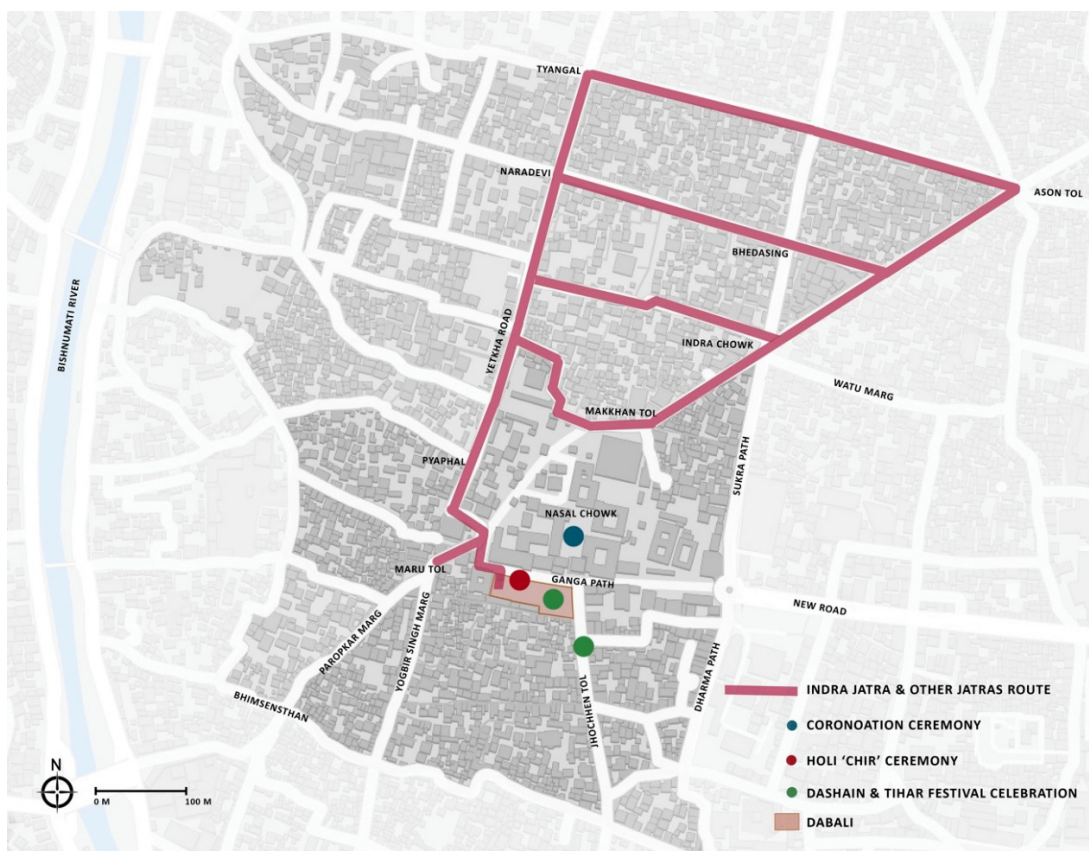 TYANGAL
NARADEVI
ASON TOL
BHEDASING
BISHNUMATI RIVER
YETKHA ROAD
INDRA CHOWK
WATU MARG
MAKKHAN TOL
PYAPHAL
SUKRA PATH
NASAL CHOWK
MARU TOL
GANGA PATH
NEW ROAD
PAROPKAR MARG
YOGBIR SINGH MARG
BHIMSENSTHAN
JHOCHHEN TOL
DHARMA PATH
INDRA JATRA & OTHER JATRAS ROUTE
CORONOATION CEREMONY
HOLI ‘CHIR’ CEREMONY
DASHAIN & TIHAR FESTIVAL CELEBRATION
DABALI
N
0 M 100 M